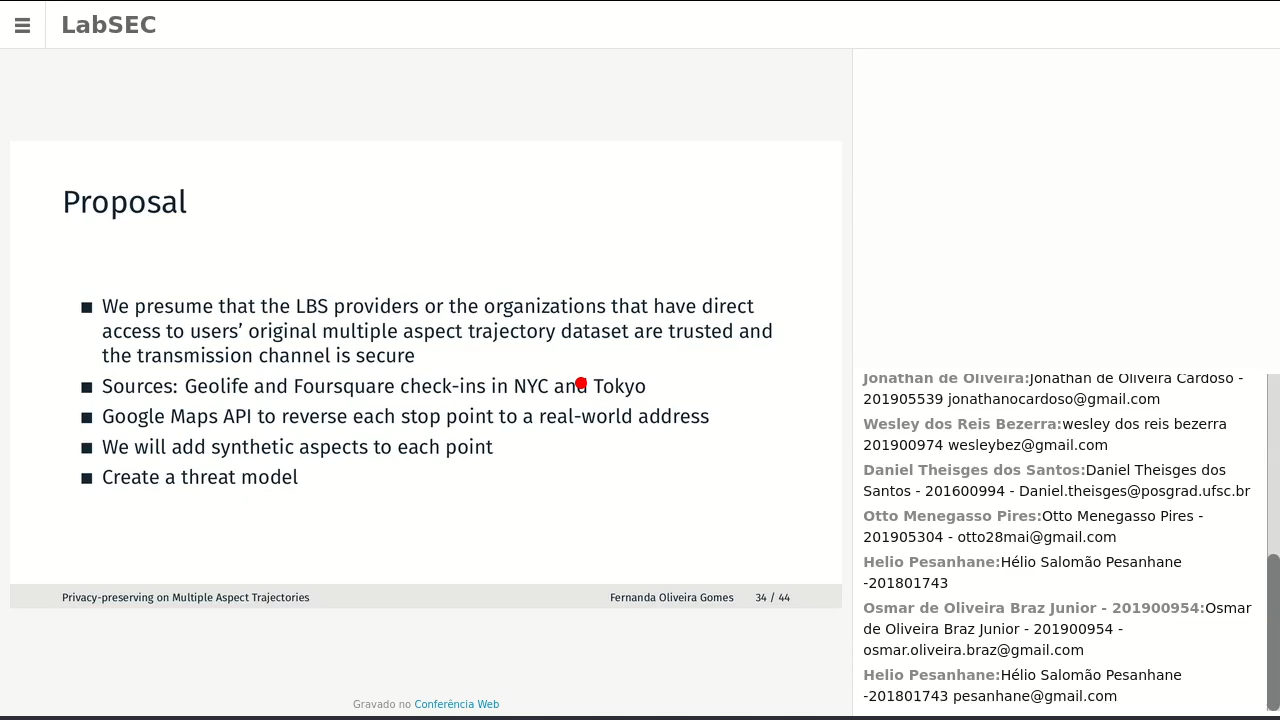 LabSEC
Proposal
We presume that the LBS providers or the organizations that have direct
access to users’ original multiple aspect trajectory dataset are trusted and
the transmission channel is secure
Sources: Geolife and Foursquare check-ins in NYC and Tokyo
Google Maps API to reverse each stop point to a real-world address
We will add synthetic aspects to each point
Create a threat model
Privacy-preserving on Multiple Aspect Trajectories
Fernanda Oliveira Gomes 34 / 44
Gravado no Conferência Web
Jonathan de Oliveira:Jonathan de Oliveira Cardoso -
201905539 jonathanocardoso@gmail.com
Wesley dos Reis Bezerra:wesley dos reis bezerra
201900974 wesleybez@gmail.com
Daniel Theisges dos Santos:Daniel Theisges dos
Santos - 201600994 - Daniel.theisges@posgrad.ufsc.br
Otto Menegasso Pires:Otto Menegasso Pires -
201905304 - otto28mai@gmail.com
Helio Pesanhane:Hélio Salomão Pesanhane
-201801743
Osmar de Oliveira Braz Junior - 201900954:Osmar
de Oliveira Braz Junior - 201900954 -
osmar.oliveira.braz@gmail.com
Helio Pesanhane:Hélio Salomão Pesanhane
-201801743 pesanhane@gmail.com